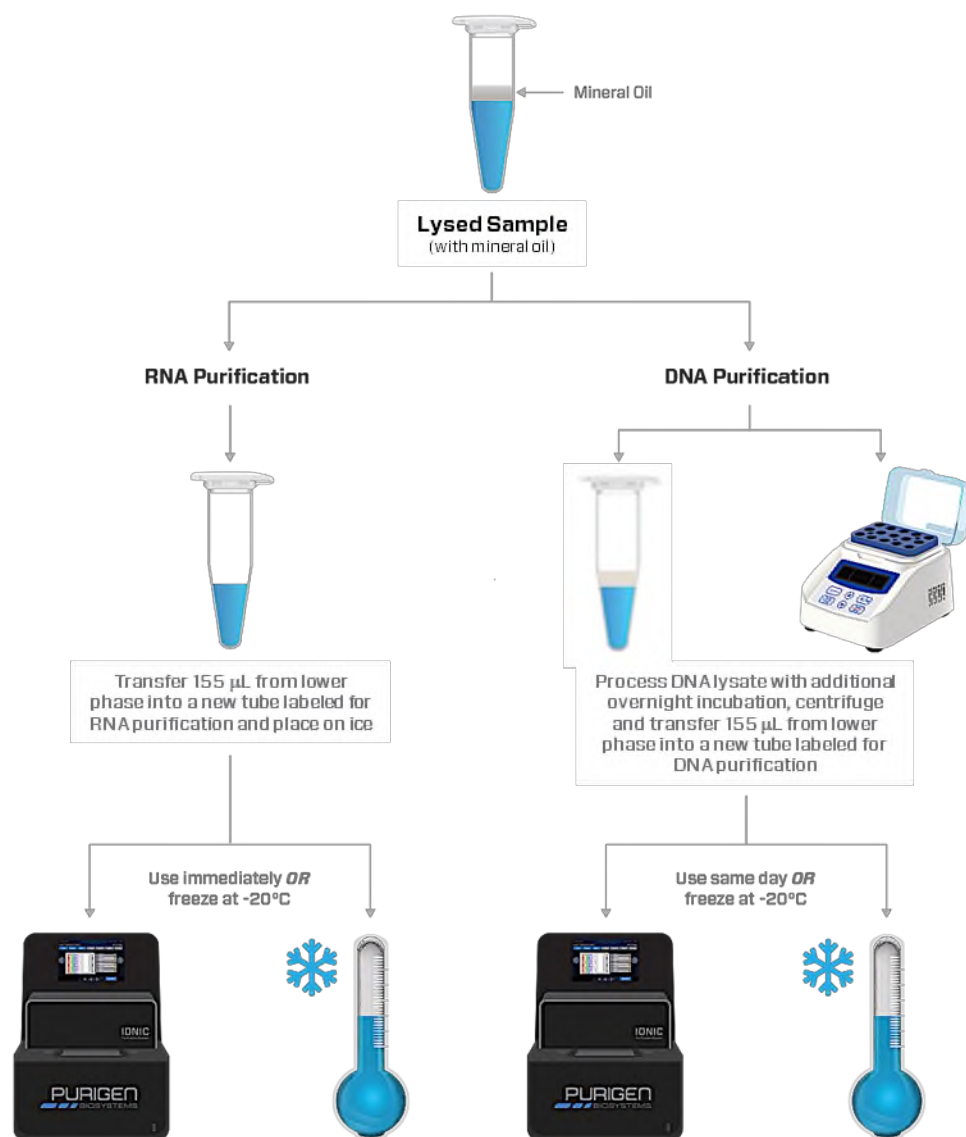 Mineral Oil
Lysed Sample
(with mineral oil)
RNA Purification
DNA Purification
Transfer 155 µL from lower
phase into a new tube labeled for
RNA purification and place on ice
Process DNA lysate with additional
overnight incubation, centrifuge
and transfer 155 µL from lower
phase into a new tube labeled for
DNA purification
Use immediately OR
freeze at -20°C
Use same day OR
freeze at -20°C
IONIC
PURIGEN
BIOSYSTEMS
IONIC
PURIGEN
BIOSYSTEMS